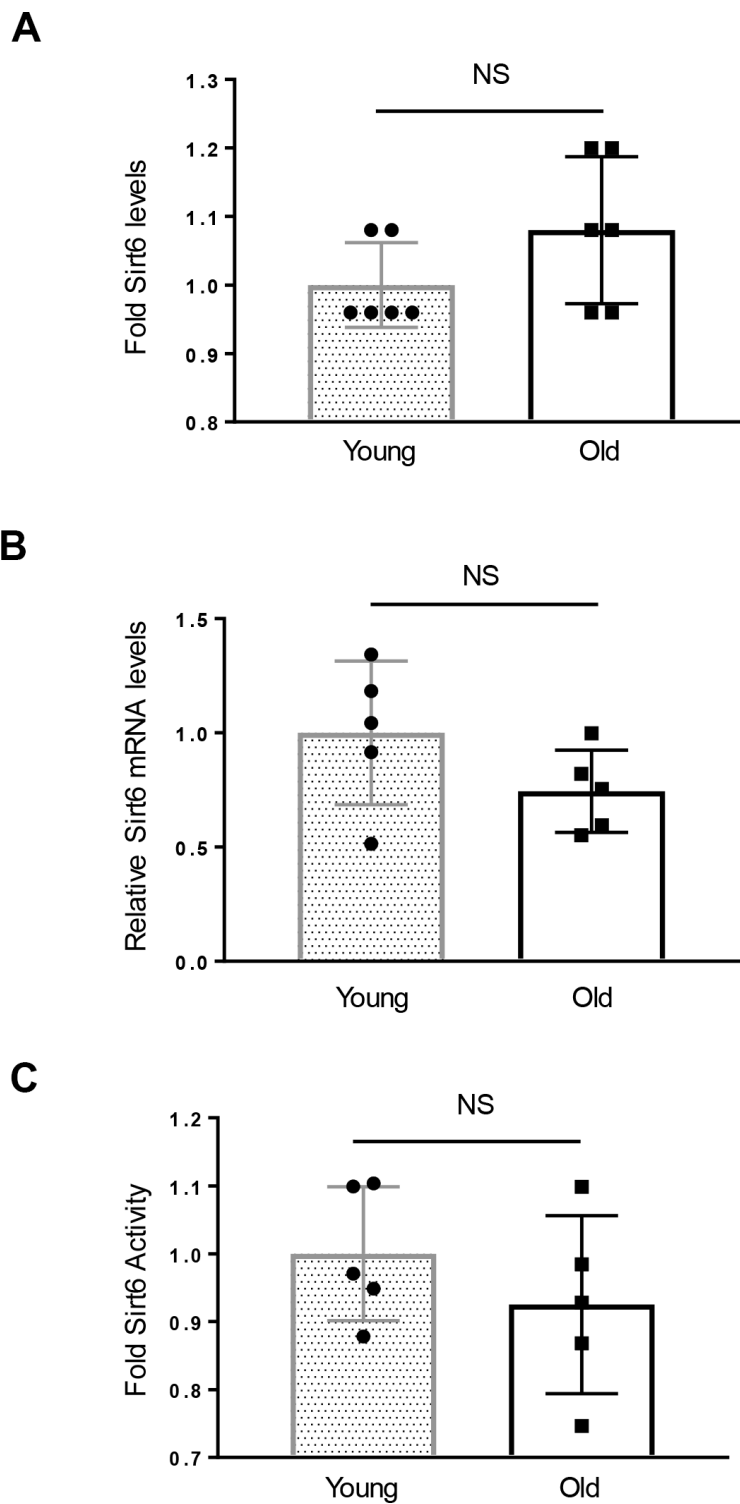 A
NS
Fold Sirt6 levels
1.3
1.2
1.1
1.0
0.9
0.8
Young Old
B
NS
Relative Sirt6 mRNA levels
1.5
1.0
0.5
0.0
Young Old
C
NS
Fold Sirt6 Activity
1.2
1.1
1.0
0.9
0.8
0.7
Young Old